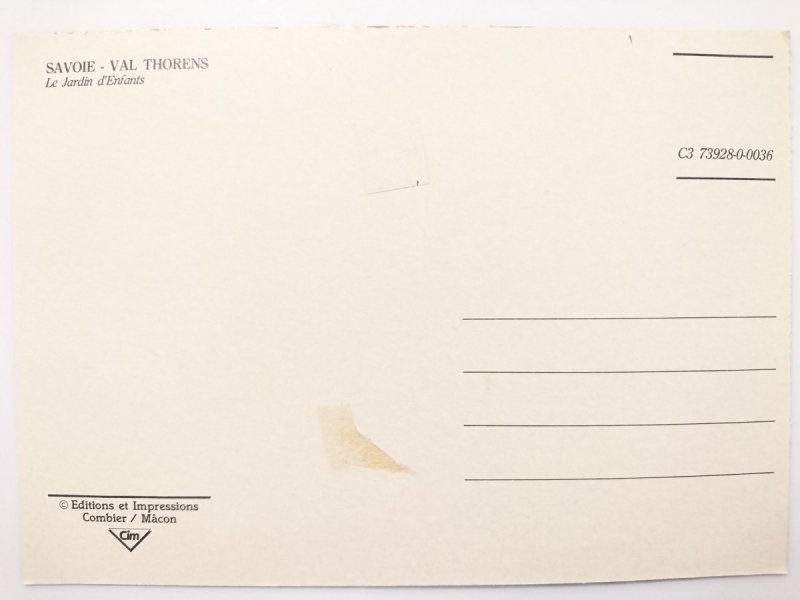 SAVOIE - VAL THORENS
Le Jardin d'Enfants
C3 73928-0-0036
© Editions et Impressions
Combier / Mâcon
Cim